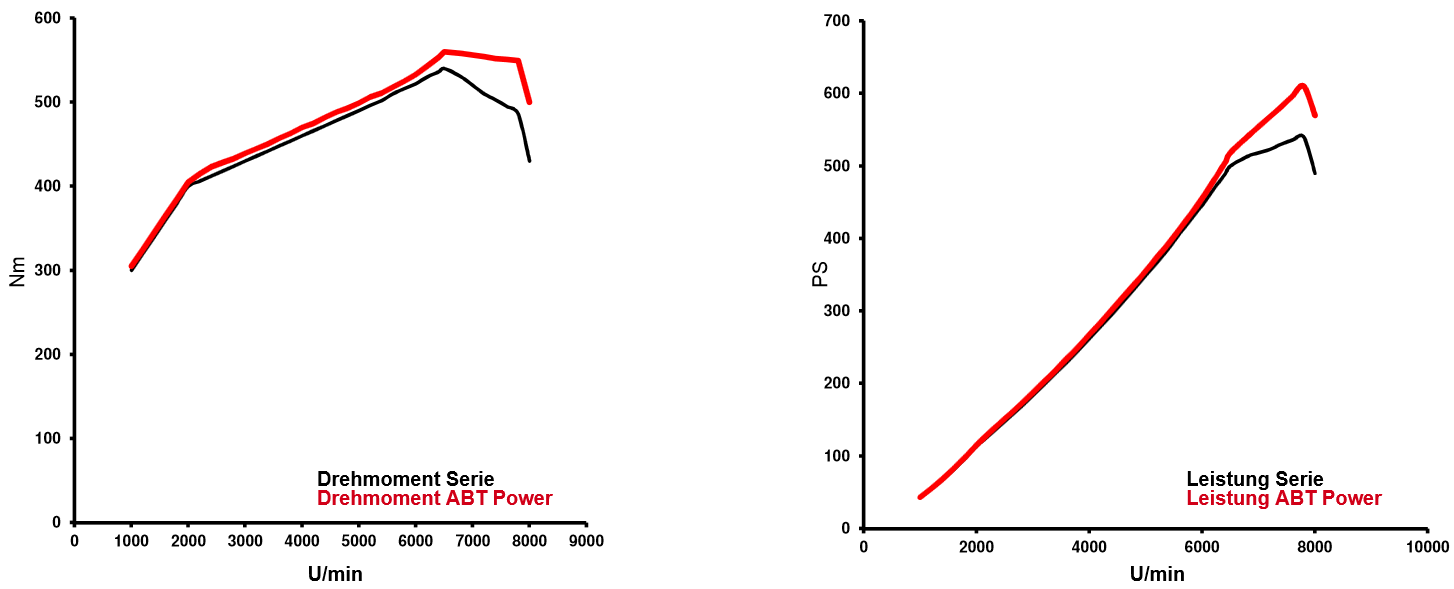 600
500
400
300
200
100
0
Nm
0 1000 2000 3000 4000 5000 6000 7000 8000 9000
U/min
Drehmoment Serie
Drehmoment ABT Power
700
600
500
400
300
200
100
0
PS
0 2000 4000 6000 8000 10000
U/min
Leistung Serie
Leistung ABT Power